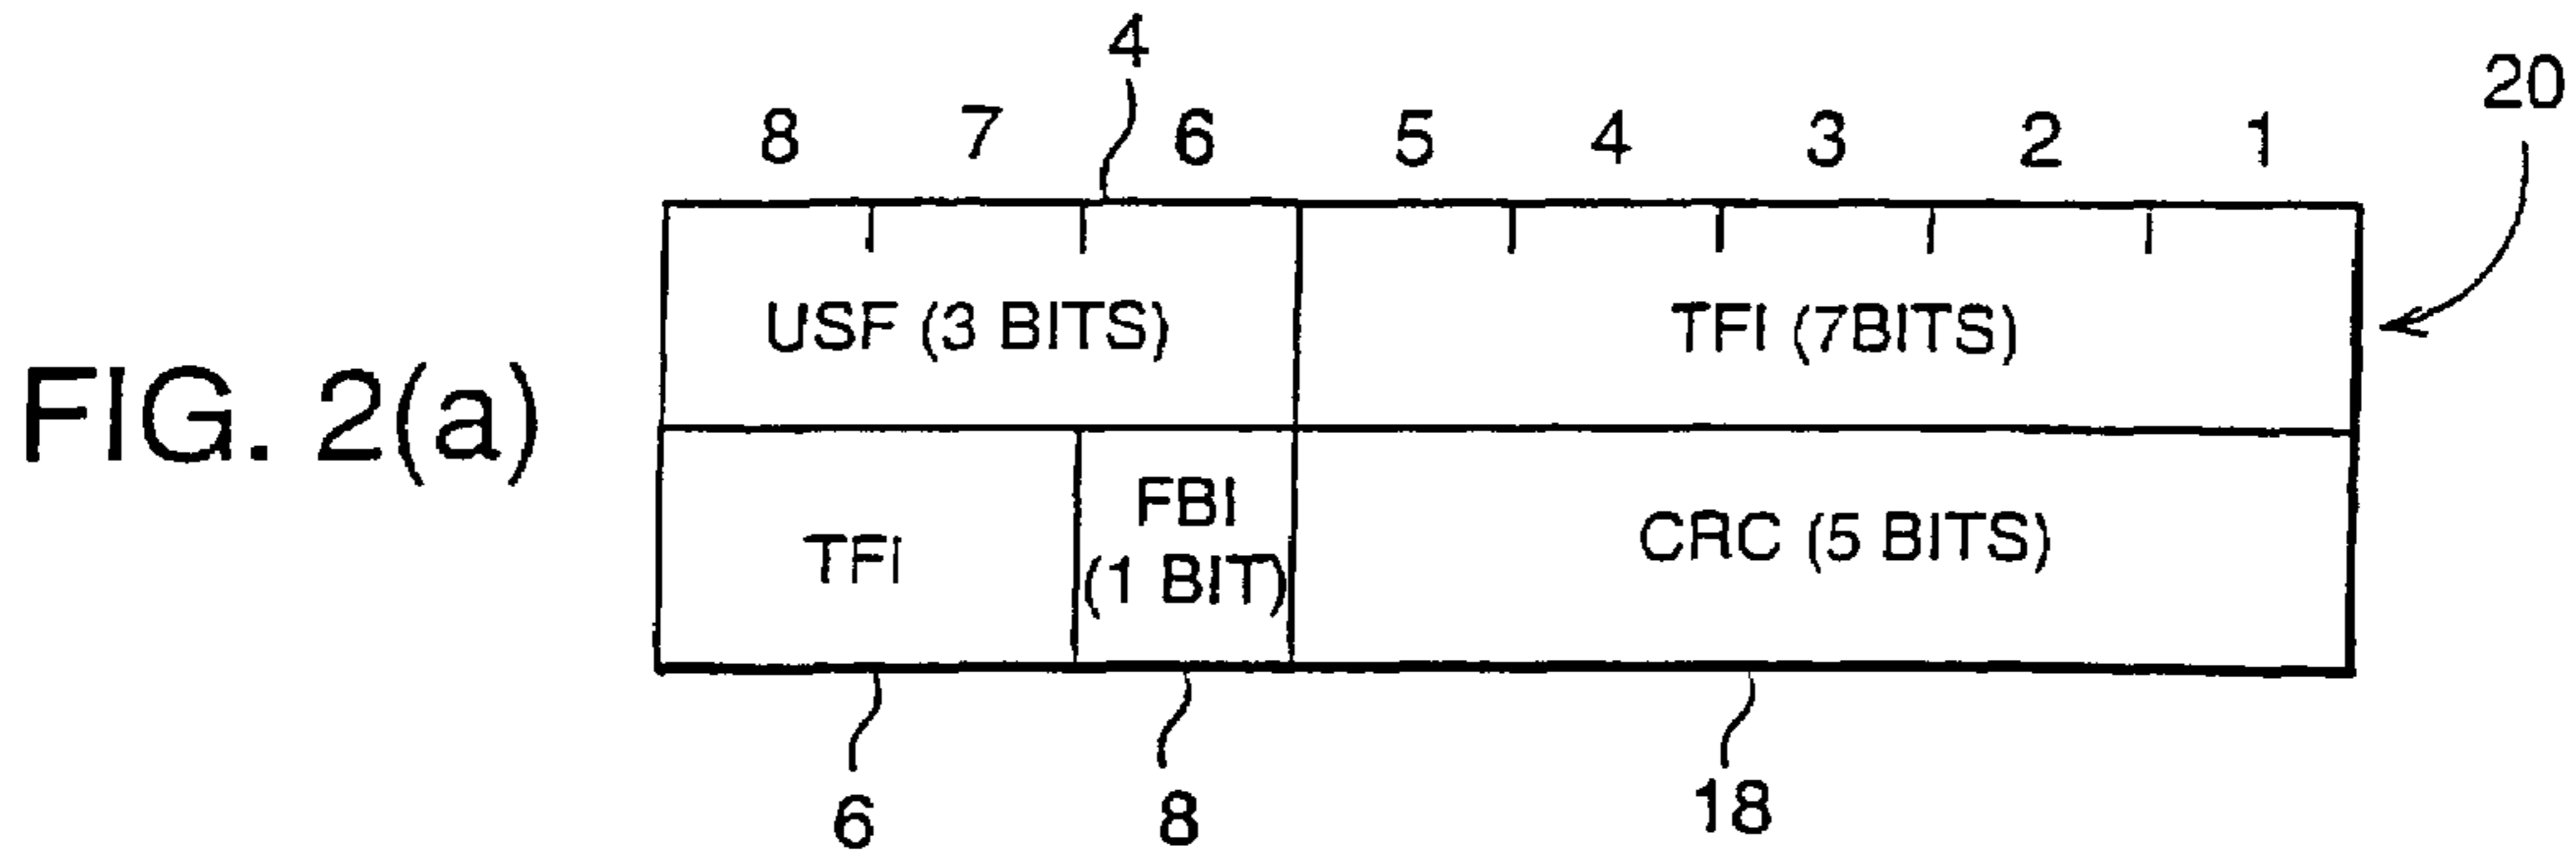 4
20
8 7 6 5 4 3 2 1
USF (3 BITS) TFI (7BITS)
FIG. 2(a)
TFI FBI (1 BIT) CRC (5 BITS)
6 8 18